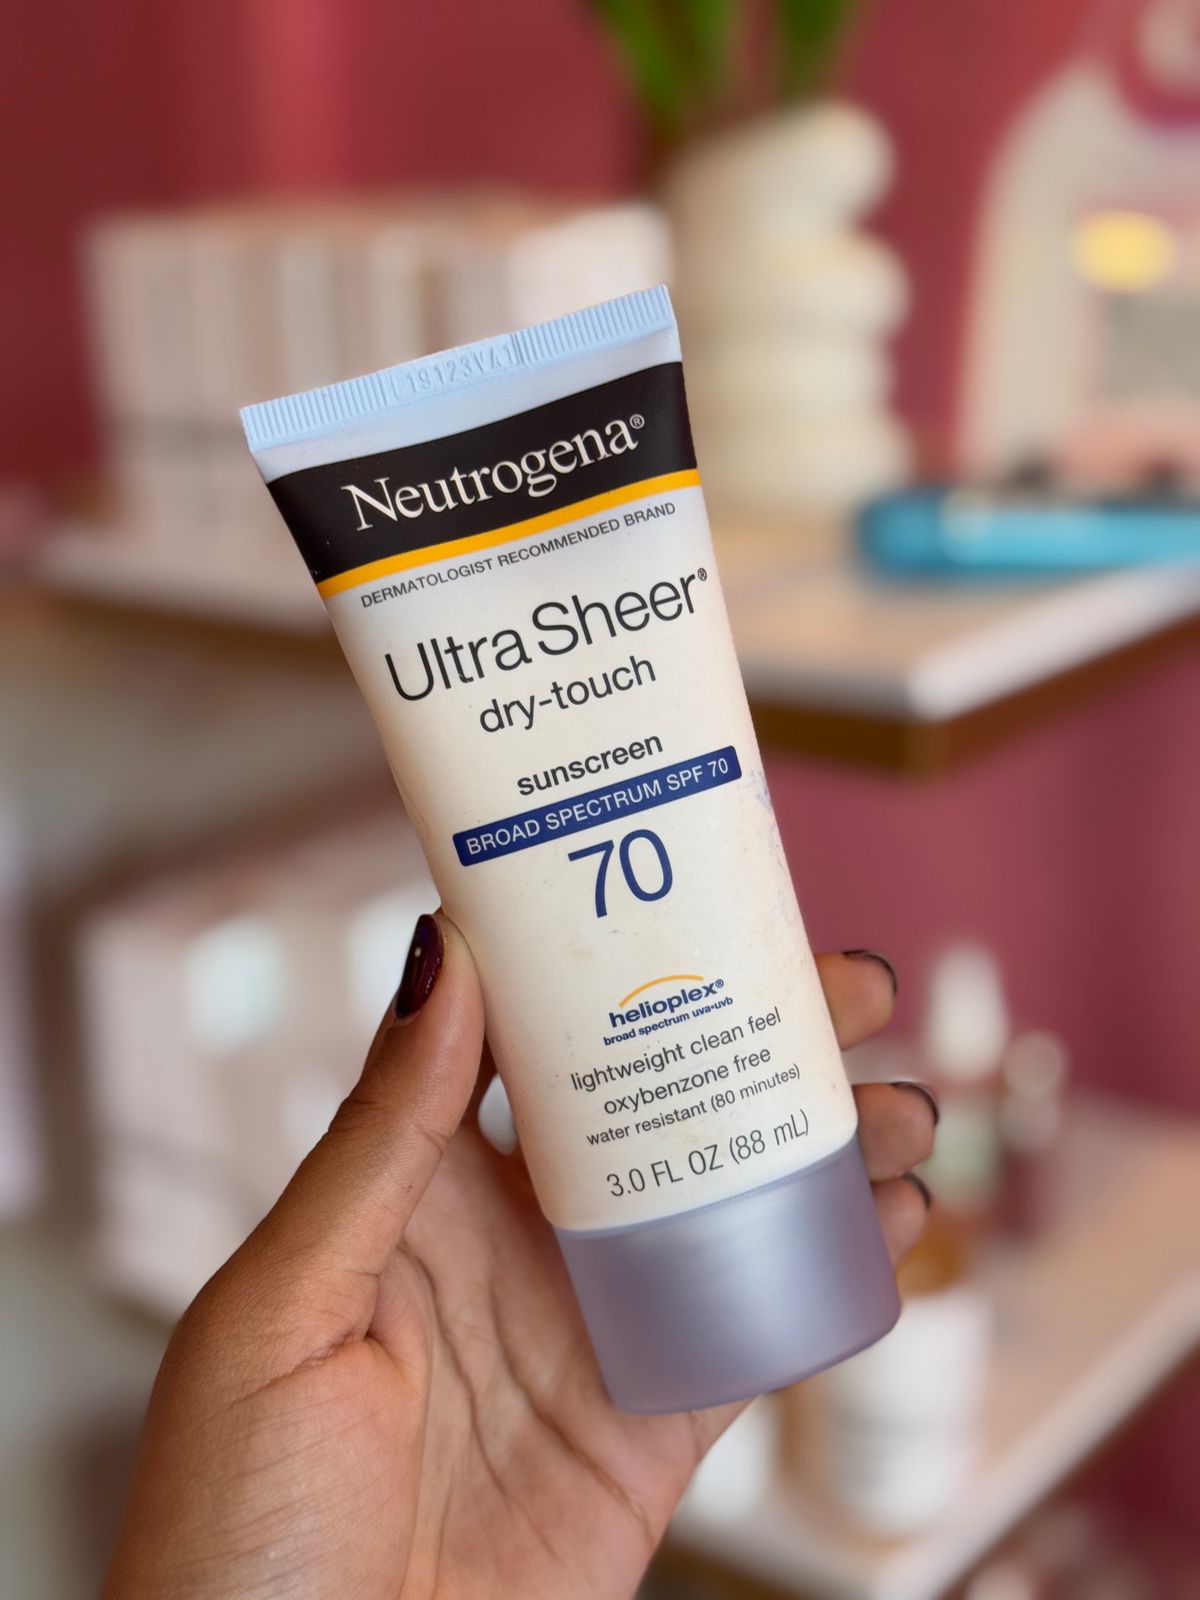 L19123VA1
Neutrogena®
DERMATOLOGIST RECOMMENDED BRAND
Ultra Sheer®
dry-touch
sunscreen
BROAD SPECTRUM SPF 70
70
helioplex®
broad spectrum uva•uvb
lightweight clean feel
oxybenzone free
water resistant (80 minutes)
3.0 FL OZ (88 mL)